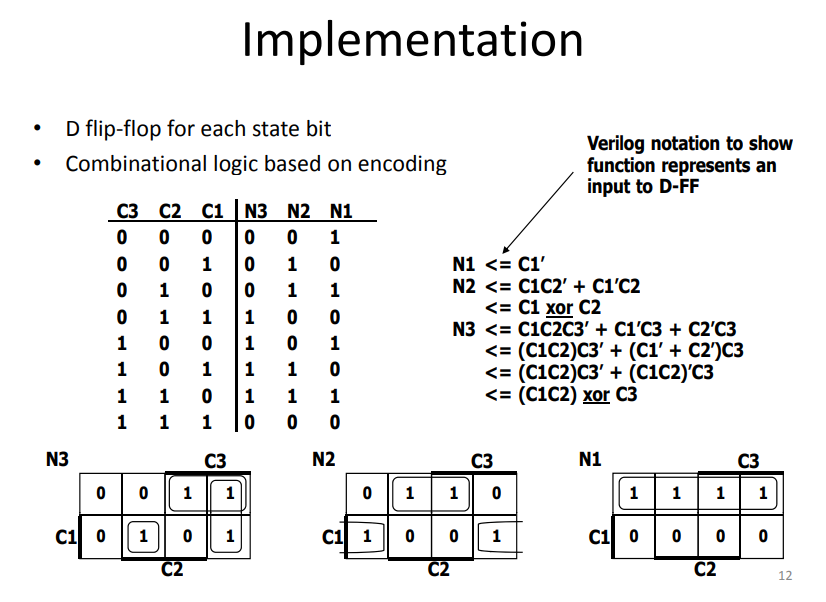 Implementation
• D flip-flop for each state bit
• Combinational logic based on encoding
Verilog notation to show
function represents an
input to D-FF
C3 C2 C1 N3 N2 N1
0 0 0 0 0 1
0 0 1 0 1 0
0 1 0 0 1 1
0 1 1 1 0 0
1 0 0 1 0 1
1 0 1 1 1 0
1 1 0 1 1 1
1 1 1 0 0 0
N1 <= C1′
N2 <= C1C2′ + C1′C2
<= C1 xor C2
N3 <= C1C2C3′ + C1′C3 + C2′C3
<= (C1C2)C3′ + (C1′ + C2′)C3
<= (C1C2)C3′ + (C1C2)′C3
<= (C1C2) xor C3
N3 C3
0 0 1 1
C1 0 1 0 1
C2
N2 C3
0 1 1 0
C1 1 0 0 1
C2
N1 C3
1 1 1 1
C1 0 0 0 0
C2
12